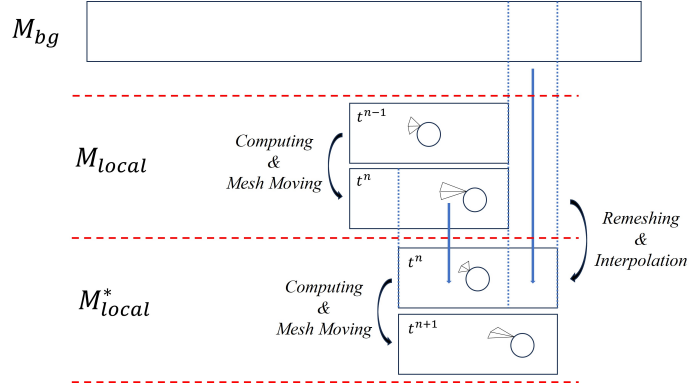 M_bg
t^{n-1}
Computing
&
Mesh Moving
M_local
t^n
Remeshing
&
Interpolation
t^n
Computing
&
Mesh Moving
M^*_local
t^{n+1}